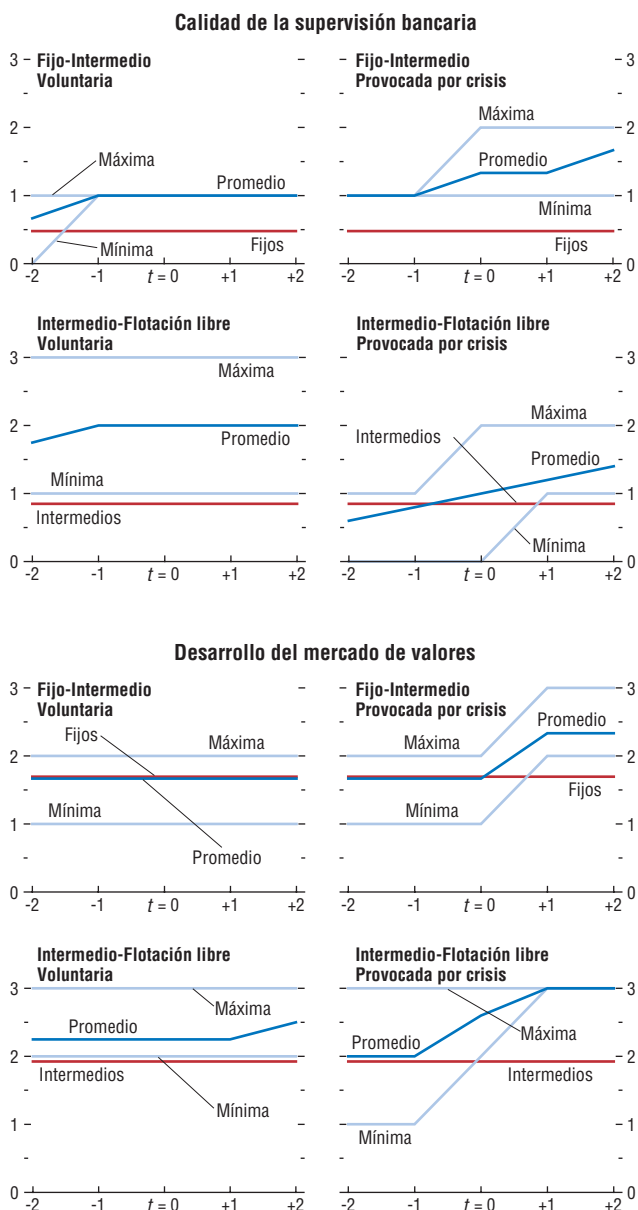 Calidad de la supervisión bancaria
Fijo-Intermedio
Voluntaria
3
2
1
0
Máxima
Promedio
Mínima
Fijos
-2 -1 t = 0 +1 +2
Fijo-Intermedio
Provocada por crisis
3
2
1
0
Máxima
Promedio
Mínima
Fijos
-2 -1 t = 0 +1 +2
Intermedio-Flotación libre
Voluntaria
3
2
1
0
Máxima
Promedio
Mínima
Intermedios
-2 -1 t = 0 +1 +2
Intermedio-Flotación libre
Provocada por crisis
3
2
1
0
Máxima
Intermedios
Promedio
Mínima
-2 -1 t = 0 +1 +2
Desarrollo del mercado de valores
Fijo-Intermedio
Voluntaria
3
2
1
0
Fijos
Máxima
Mínima
Promedio
-2 -1 t = 0 +1 +2
Fijo-Intermedio
Provocada por crisis
3
2
1
0
Máxima
Promedio
Fijos
Mínima
-2 -1 t = 0 +1 +2
Intermedio-Flotación libre
Voluntaria
3
2
1
0
Máxima
Promedio
Intermedios
Mínima
-2 -1 t = 0 +1 +2
Intermedio-Flotación libre
Provocada por crisis
3
2
1
0
Máxima
Promedio
Intermedios
Mínima
-2 -1 t = 0 +1 +2